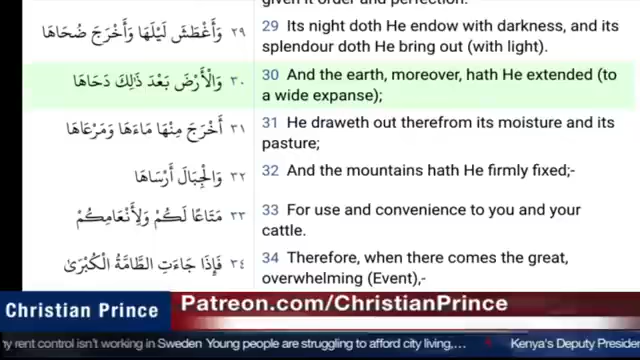 given it order and perfection.
وَأَغْطَشَ لَيْلَهَا وَأَخْرَجَ ضُحَاهَا ٢٩
29 Its night doth He endow with darkness, and its
splendour doth He bring out (with light).
وَالْأَرْضَ بَعْدَ ذَٰلِكَ دَحَاهَا ٣٠
30 And the earth, moreover, hath He extended (to
a wide expanse);
أَخْرَجَ مِنْهَا مَاءَهَا وَمَرْعَاهَا ٣١
31 He draweth out therefrom its moisture and its
pasture;
وَالْجِبَالَ أَرْسَاهَا ٣٢
32 And the mountains hath He firmly fixed;-
مَتَاعًا لَكُمْ وَلِأَنْعَامِكُمْ ٣٣
33 For use and convenience to you and your
cattle.
فَإِذَا جَاءَتِ الطَّامَّةُ الْكُبْرَىٰ ٣٤
34 Therefore, when there comes the great,
overwhelming (Event),-
Christian Prince
Patreon.com/ChristianPrince
rent control isn't working in Sweden Young people are struggling to afford city living,.... Kenya's Deputy President